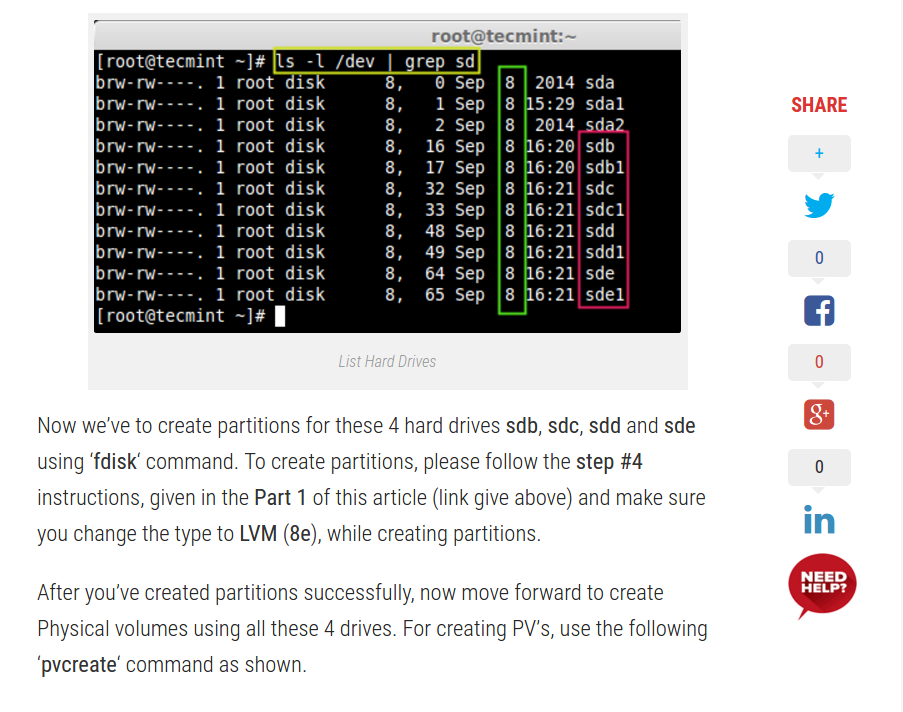 root@tecmint:~
[root@tecmint ~]# ls -l /dev | grep sd
brw-rw----. 1 root disk      8,   0 Sep  8  2014 sda
brw-rw----. 1 root disk      8,   1 Sep  8 15:29 sda1
brw-rw----. 1 root disk      8,   2 Sep  8  2014 sda2
brw-rw----. 1 root disk      8,  16 Sep  8 16:20 sdb
brw-rw----. 1 root disk      8,  17 Sep  8 16:20 sdb1
brw-rw----. 1 root disk      8,  32 Sep  8 16:21 sdc
brw-rw----. 1 root disk      8,  33 Sep  8 16:21 sdc1
brw-rw----. 1 root disk      8,  48 Sep  8 16:21 sdd
brw-rw----. 1 root disk      8,  49 Sep  8 16:21 sdd1
brw-rw----. 1 root disk      8,  64 Sep  8 16:21 sde
brw-rw----. 1 root disk      8,  65 Sep  8 16:21 sde1
[root@tecmint ~]#
List Hard Drives
Now we’ve to create partitions for these 4 hard drives sdb, sdc, sdd and sde
using ‘fdisk‘ command. To create partitions, please follow the step #4
instructions, given in the Part 1 of this article (link give above) and make sure
you change the type to LVM (8e), while creating partitions.
After you’ve created partitions successfully, now move forward to create
Physical volumes using all these 4 drives. For creating PV’s, use the following
‘pvcreate‘ command as shown.
SHARE
+
0
f
0
g+
0
in
NEED
HELP?